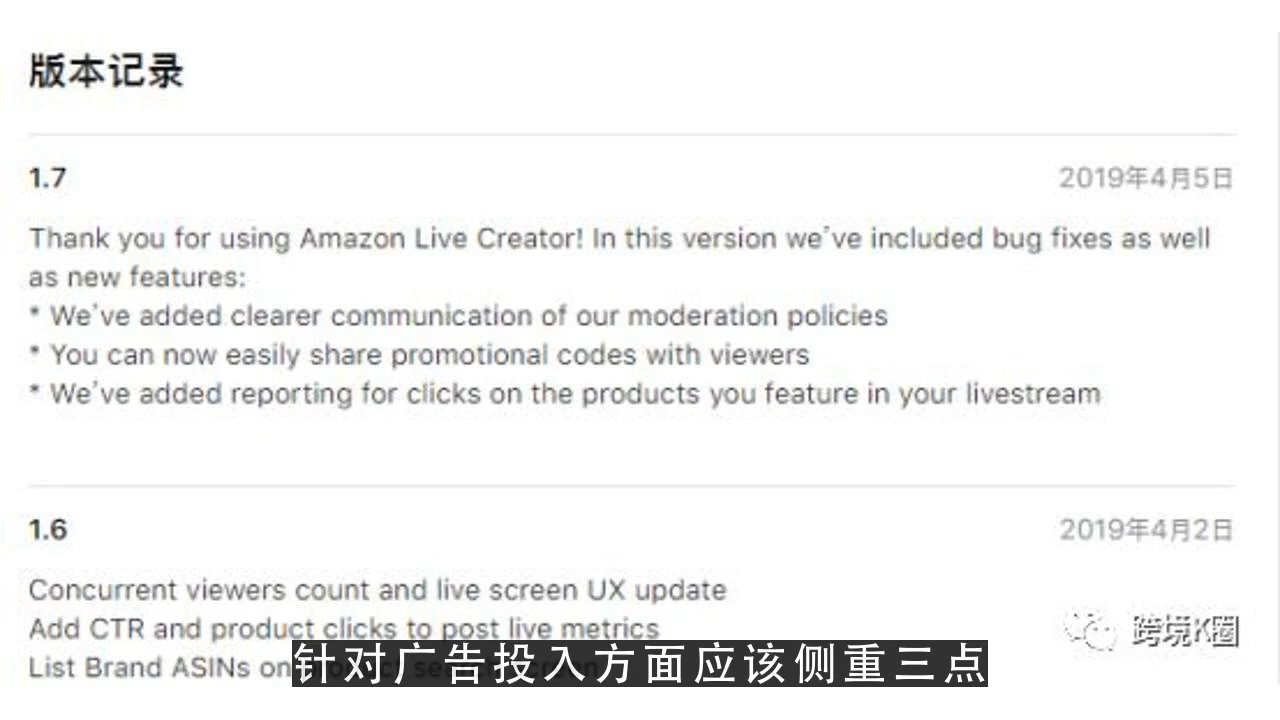 版本记录
1.7
2019年4月5日
Thank you for using Amazon Live Creator! In this version we've included bug fixes as well
as new features:
* We've added clearer communication of our moderation policies
* You can now easily share promotional codes with viewers
* We've added reporting for clicks on the products you feature in your livestream
1.6
2019年4月2日
Concurrent viewers count and live screen UX update
Add CTR and product clicks to post live metrics
跨境K圈
List Brand ASINs on
针对广告投入方面应该侧重三点